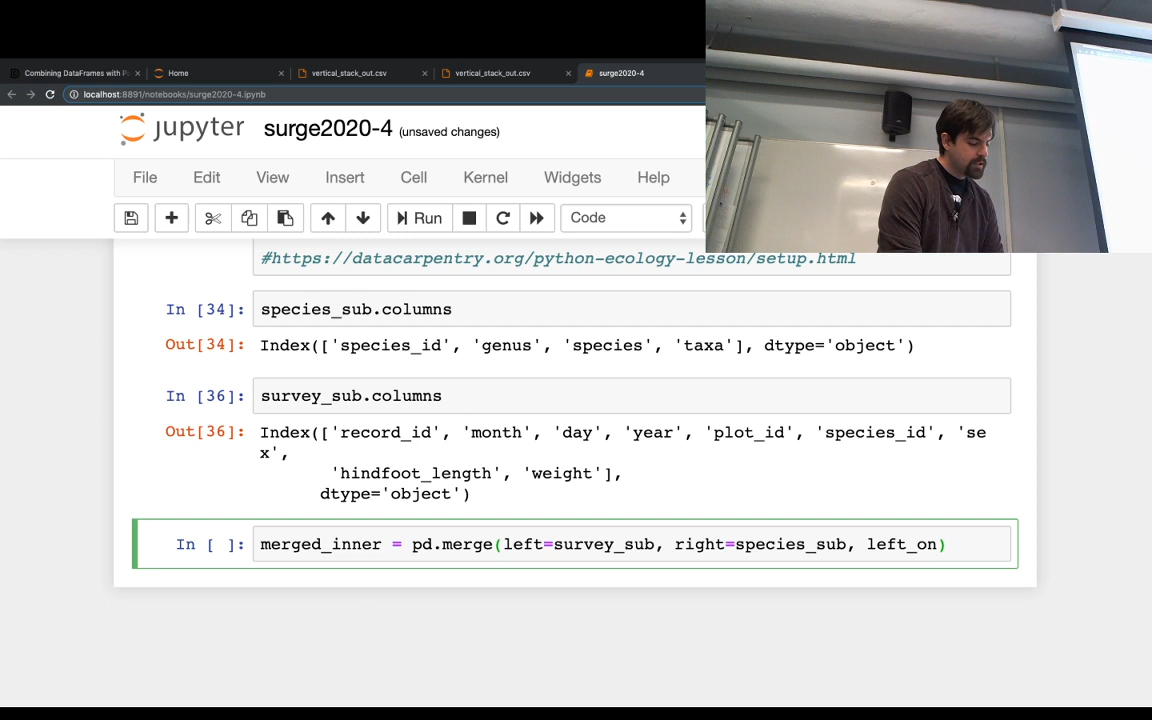 Combining DataFrames with P
Home
vertical_stack_out.csv
vertical_stack_out.csv
surge2020-4
localhost:8891/notebooks/surge2020-4.ipynb
jupyter surge2020-4 (unsaved changes)
File Edit View Insert Cell Kernel Widgets Help
Run Code
#https://datacarpentry.org/python-ecology-lesson/setup.html
In [34]: species_sub.columns
Out[34]: Index(['species_id', 'genus', 'species', 'taxa'], dtype='object')
In [36]: survey_sub.columns
Out[36]: Index(['record_id', 'month', 'day', 'year', 'plot_id', 'species_id', 'se
x',
'hindfoot_length', 'weight'],
dtype='object')
In [ ]: merged_inner = pd.merge(left=survey_sub, right=species_sub, left_on)